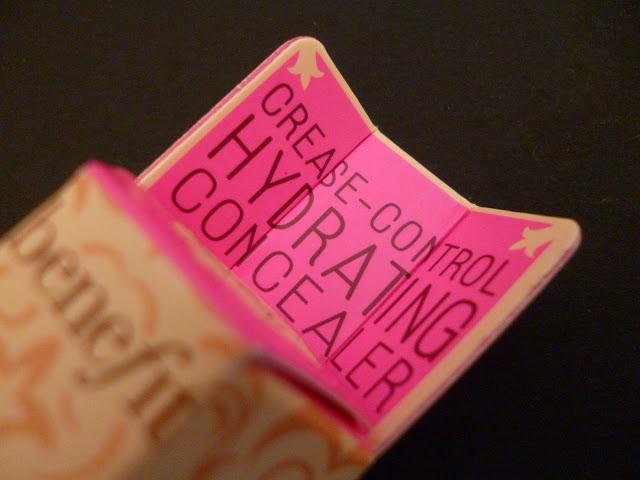 CREASE-CONTROL
HYDRATING
CONCEALER
benefit